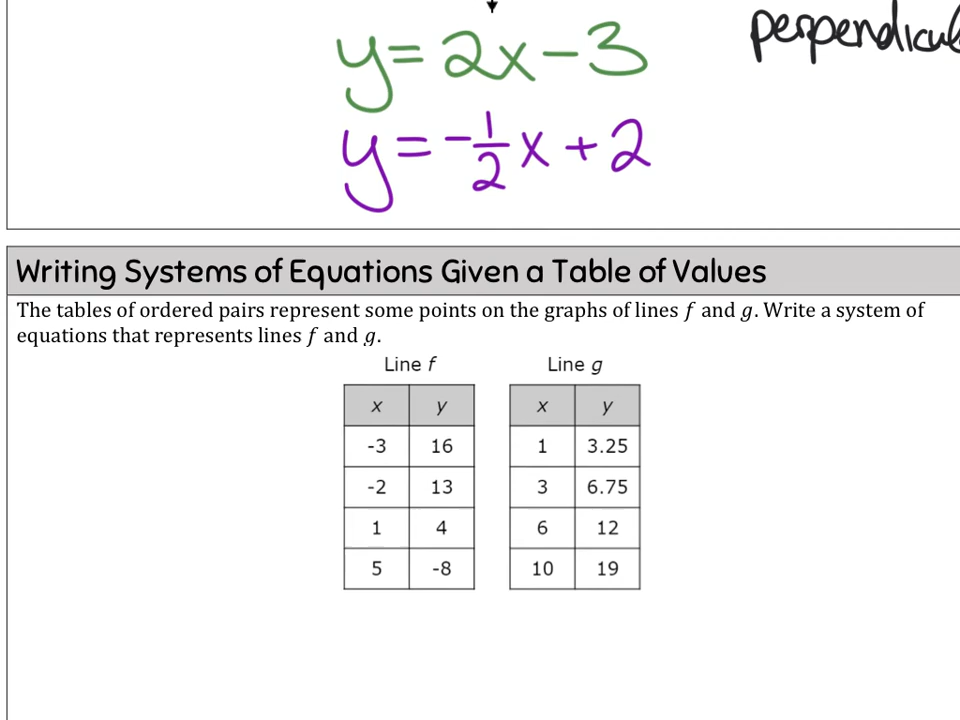 y=2x-3
y=-1/2x+2
Writing Systems of Equations Given a Table of Values
The tables of ordered pairs represent some points on the graphs of lines f and g. Write a system of
equations that represents lines f and g.
Line f Line g
x y x y
-3 16 1 3.25
-2 13 3 6.75
1 4 6 12
5 -8 10 19